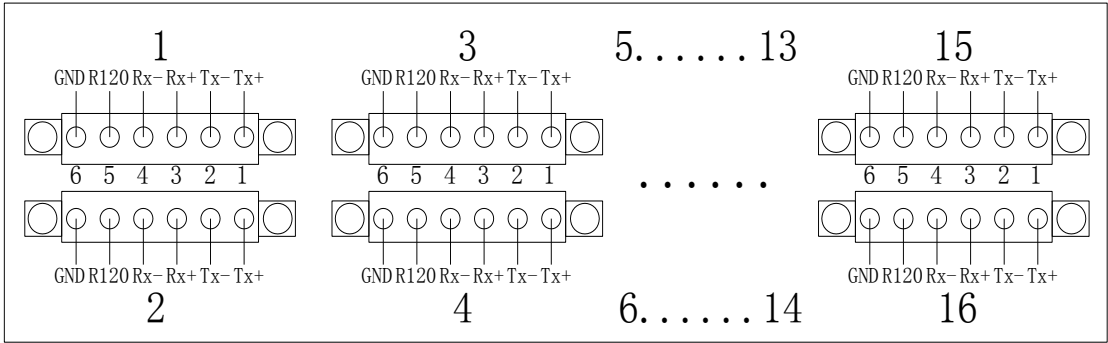 1 3 5......13 15
GND R120 Rx- Rx+ Tx- Tx+ GND R120 Rx- Rx+ Tx- Tx+ GND R120 Rx- Rx+ Tx- Tx+
6 5 4 3 2 1 6 5 4 3 2 1 6 5 4 3 2 1
......
GND R120 Rx- Rx+ Tx- Tx+ GND R120 Rx- Rx+ Tx- Tx+ GND R120 Rx- Rx+ Tx- Tx+
2 4 6......14 16